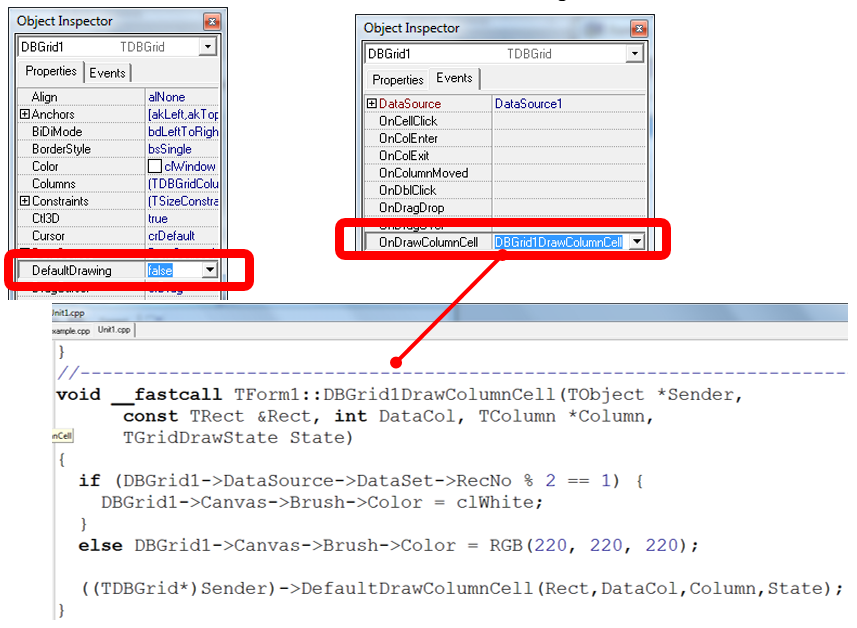 Object Inspector
DBGrid1 TDBGrid
Properties Events
Align alNone
Anchors [akLeft,akTop
BiDiMode bdLeftToRigh
BorderStyle bsSingle
Color clWindow
Columns (TDBGridColu
Constraints (TSizeConstra
Ctl3D true
Cursor crDefault
DefaultDrawing false
Object Inspector
DBGrid1 TDBGrid
Properties Events
DataSource DataSource1
OnCellClick
OnColEnter
OnColExit
OnColumnMoved
OnDblClick
OnDragDrop
OnDrawColumnCell DBGrid1DrawColumnCell
Unit1.cpp
xample.cpp Unit1.cpp
}
//-----------------------------------------------------------------------
void __fastcall TForm1::DBGrid1DrawColumnCell(TObject *Sender,
const TRect &Rect, int DataCol, TColumn *Column,
nCell TGridDrawState State)
{
if (DBGrid1->DataSource->DataSet->RecNo % 2 == 1) {
DBGrid1->Canvas->Brush->Color = clWhite;
}
else DBGrid1->Canvas->Brush->Color = RGB(220, 220, 220);
((TDBGrid*)Sender)->DefaultDrawColumnCell(Rect,DataCol,Column,State);
}